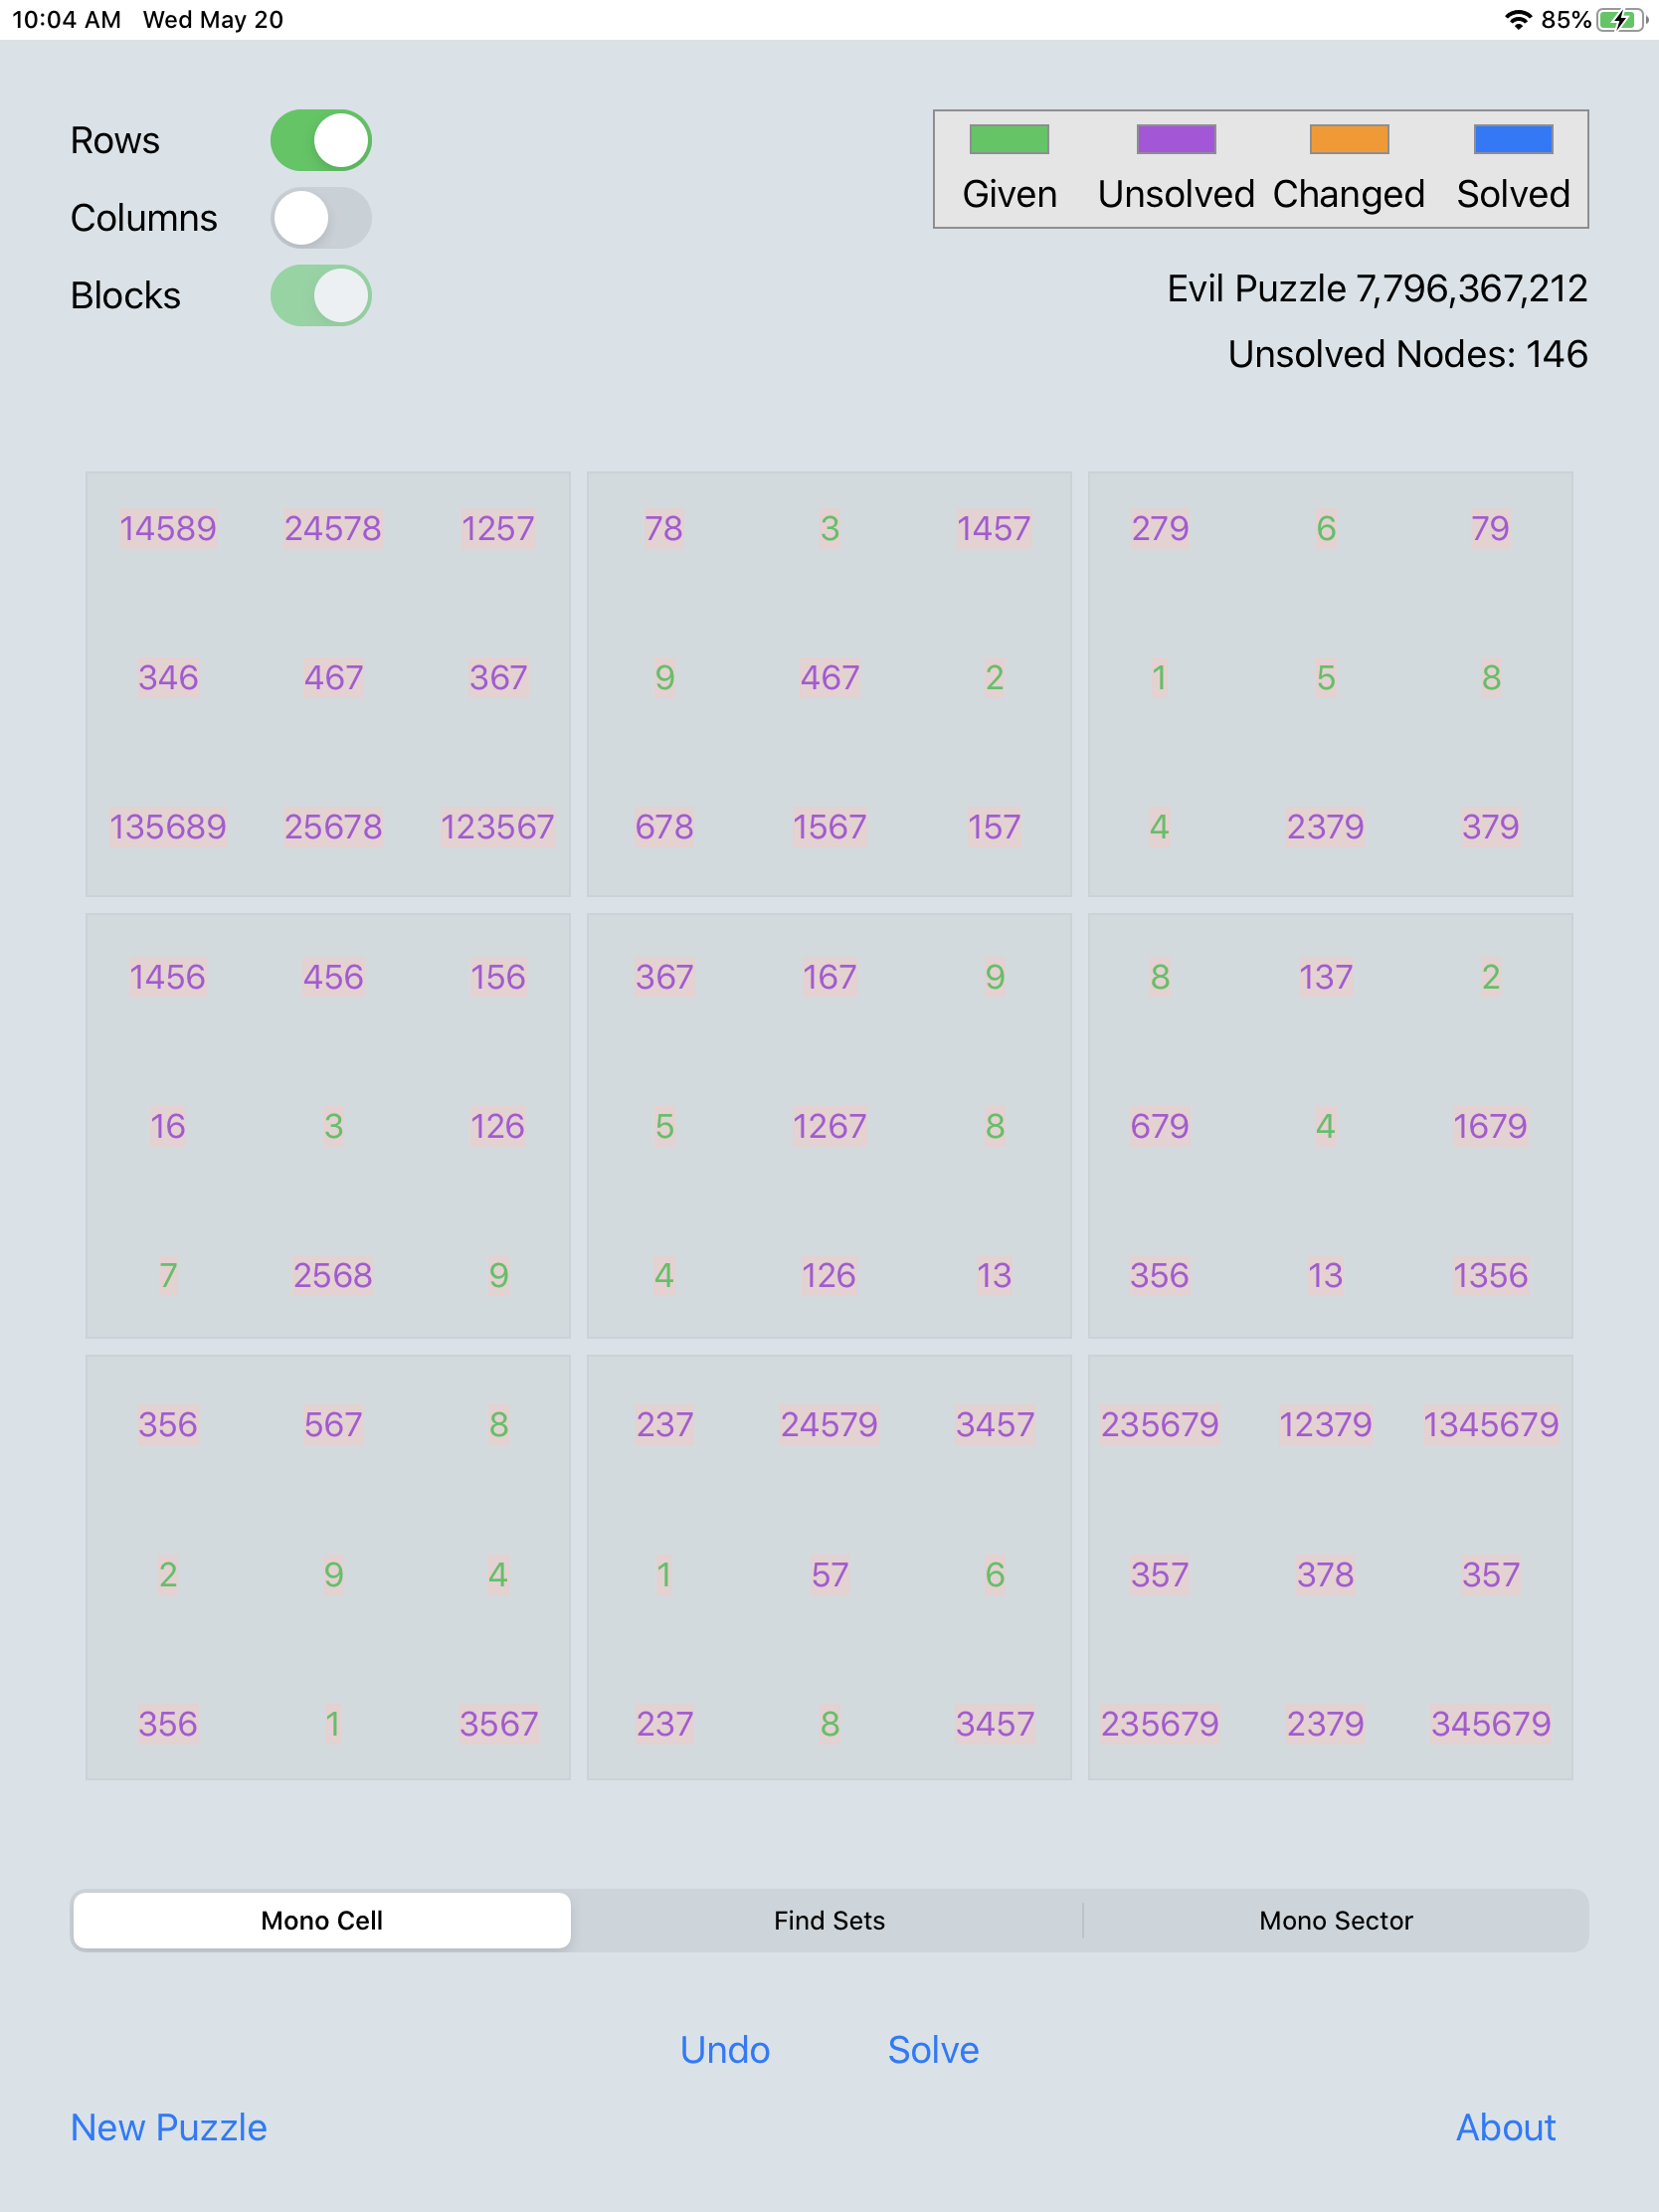 10:04 AM Wed May 20 85%
Rows
Columns
Blocks
Given Unsolved Changed Solved
Evil Puzzle 7,796,367,212
Unsolved Nodes: 146
14589 24578 1257 78 3 1457 279 6 79
346 467 367 9 467 2 1 5 8
135689 25678 123567 678 1567 157 4 2379 379
1456 456 156 367 167 9 8 137 2
16 3 126 5 1267 8 679 4 1679
7 2568 9 4 126 13 356 13 1356
356 567 8 237 24579 3457 235679 12379 1345679
2 9 4 1 57 6 357 378 357
356 1 3567 237 8 3457 235679 2379 345679
Mono Cell Find Sets Mono Sector
Undo Solve
New Puzzle About